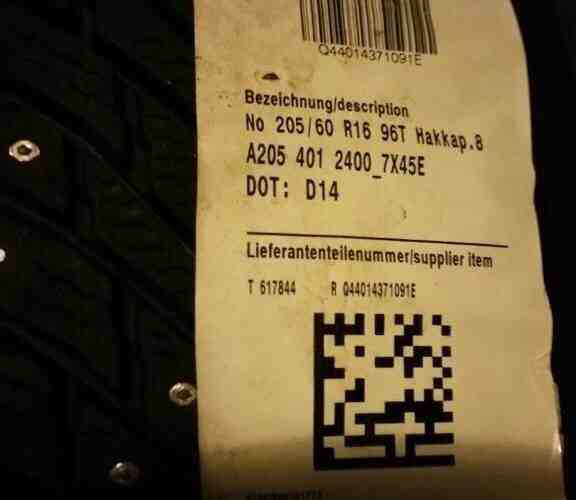 Q44014371091E
Bezeichnung/description
No 205/60 R16 96T Hakkap.8
A205 401 2400_7X45E
DOT: D14
Lieferantenteilenummer/supplier item
T 617844 R Q44014371091E